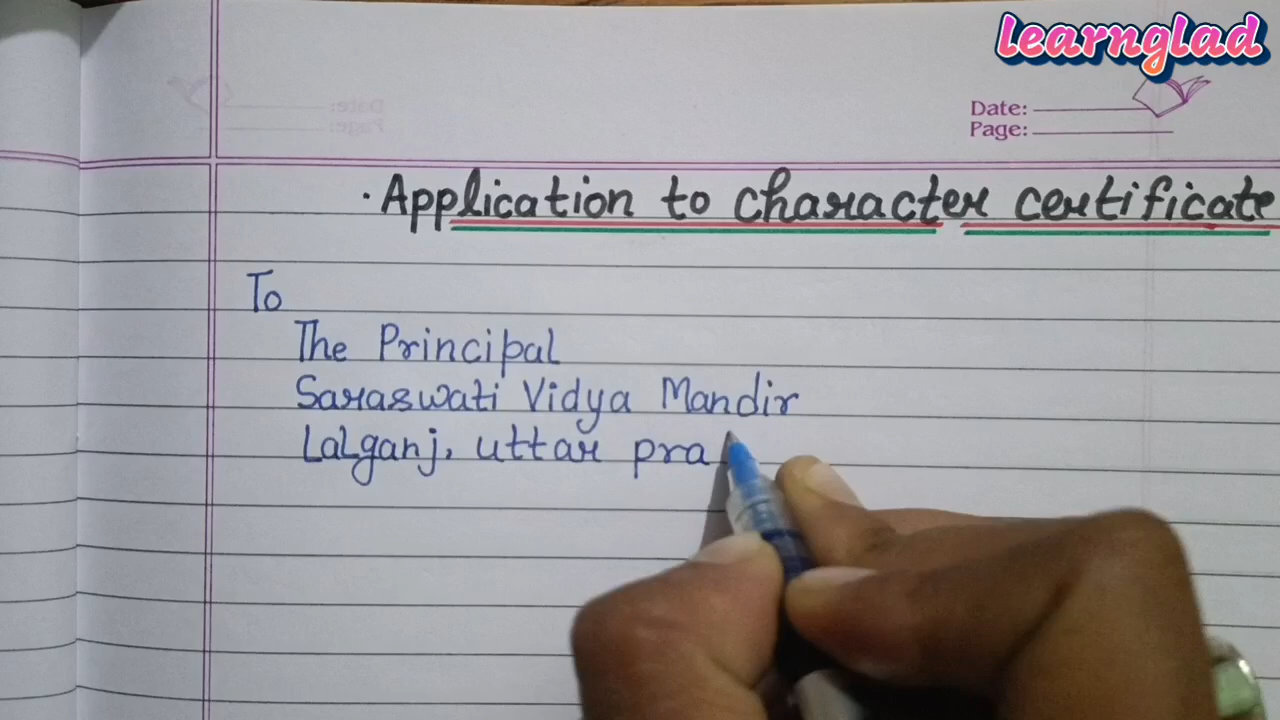 learnglad
Date:
Page:
Application to character certificate
To
The Principal
Saraswati Vidya Mandir
LaLganj, uttar pra